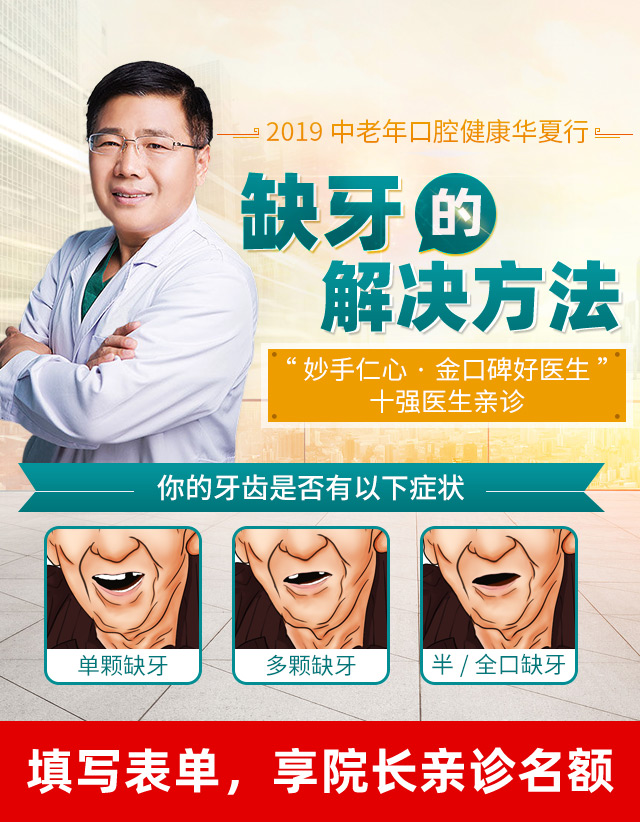 2019 中老年口腔健康华夏行
缺牙的
解决方法
“ 妙手仁心 · 金口碑好医生 ”
十强医生亲诊
你的牙齿是否有以下症状
单颗缺牙
多颗缺牙
半 / 全口缺牙
填写表单，享院长亲诊名额